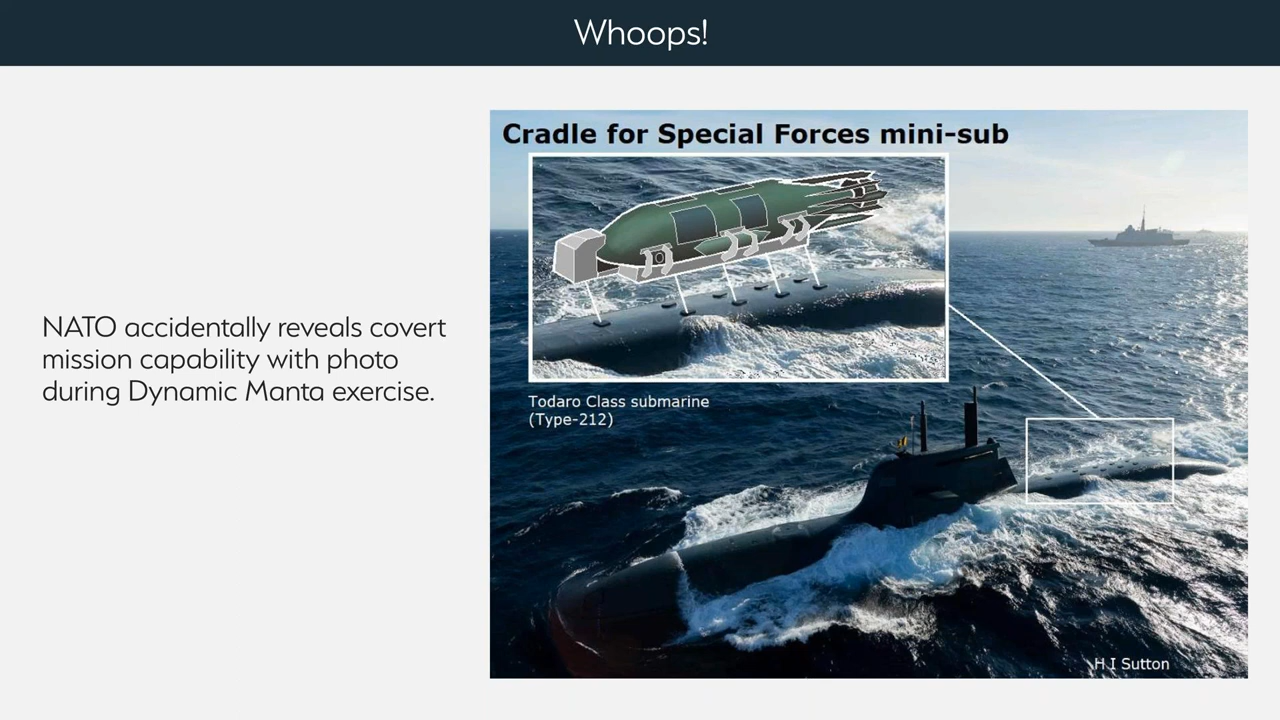 Whoops!
NATO accidentally reveals covert
mission capability with photo
during Dynamic Manta exercise.
Cradle for Special Forces mini-sub
Todaro Class submarine
(Type-212)
H I Sutton